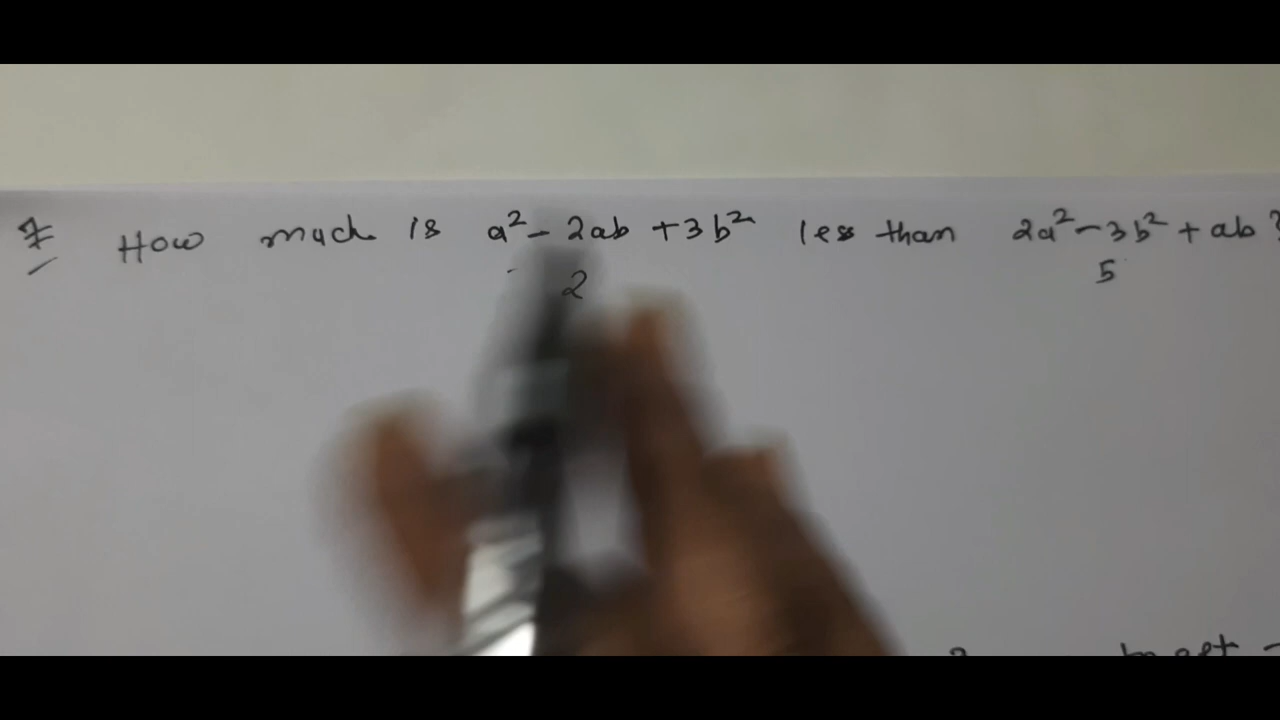 7 How much is a² - 2ab + 3b² less than 2a² - 3b² + ab?
2 5